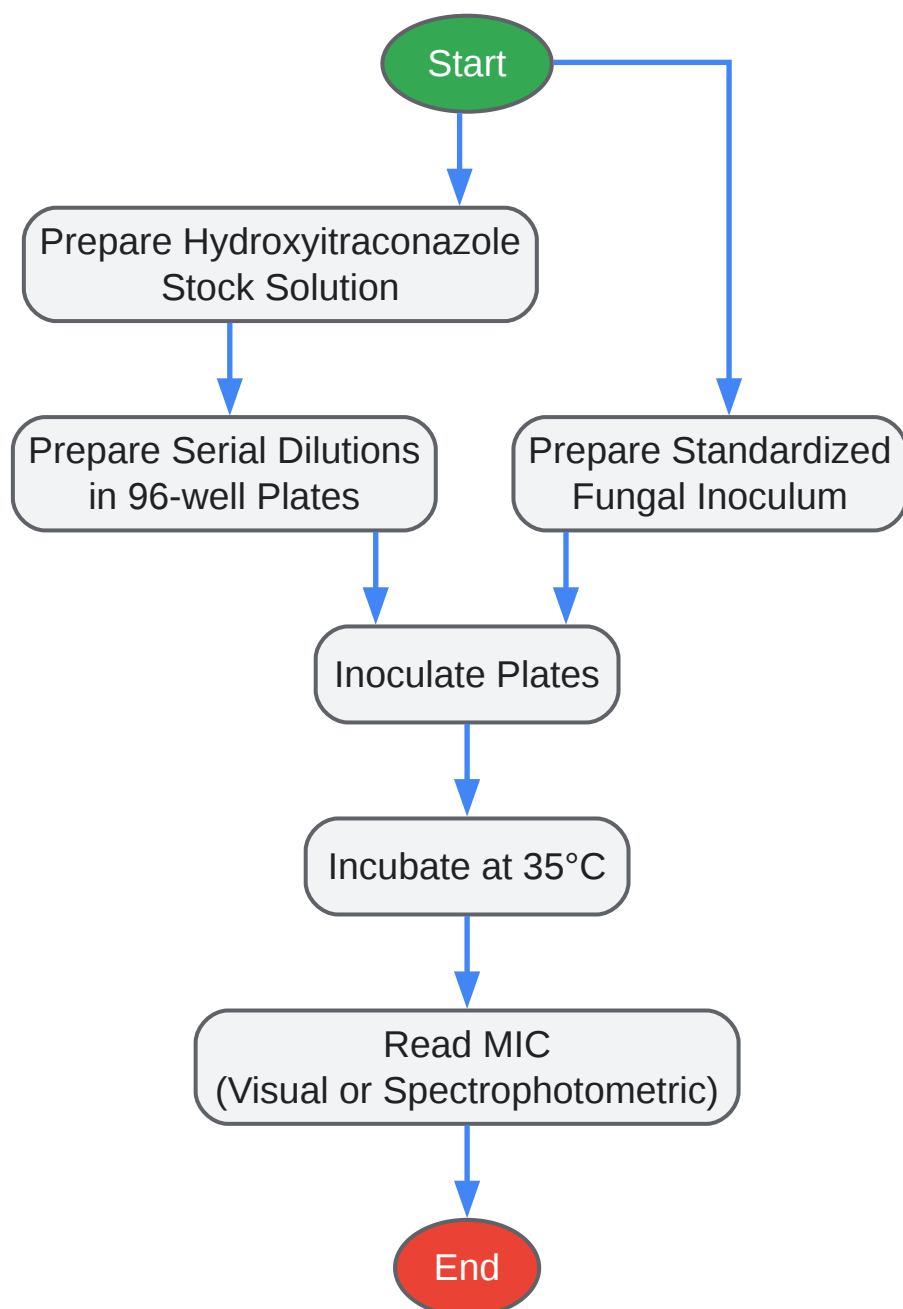 Start
Prepare Hydroxyitraconazole
Stock Solution
Prepare Serial Dilutions
in 96-well Plates
Prepare Standardized
Fungal Inoculum
Inoculate Plates
Incubate at 35°C
Read MIC
(Visual or Spectrophotometric)
End